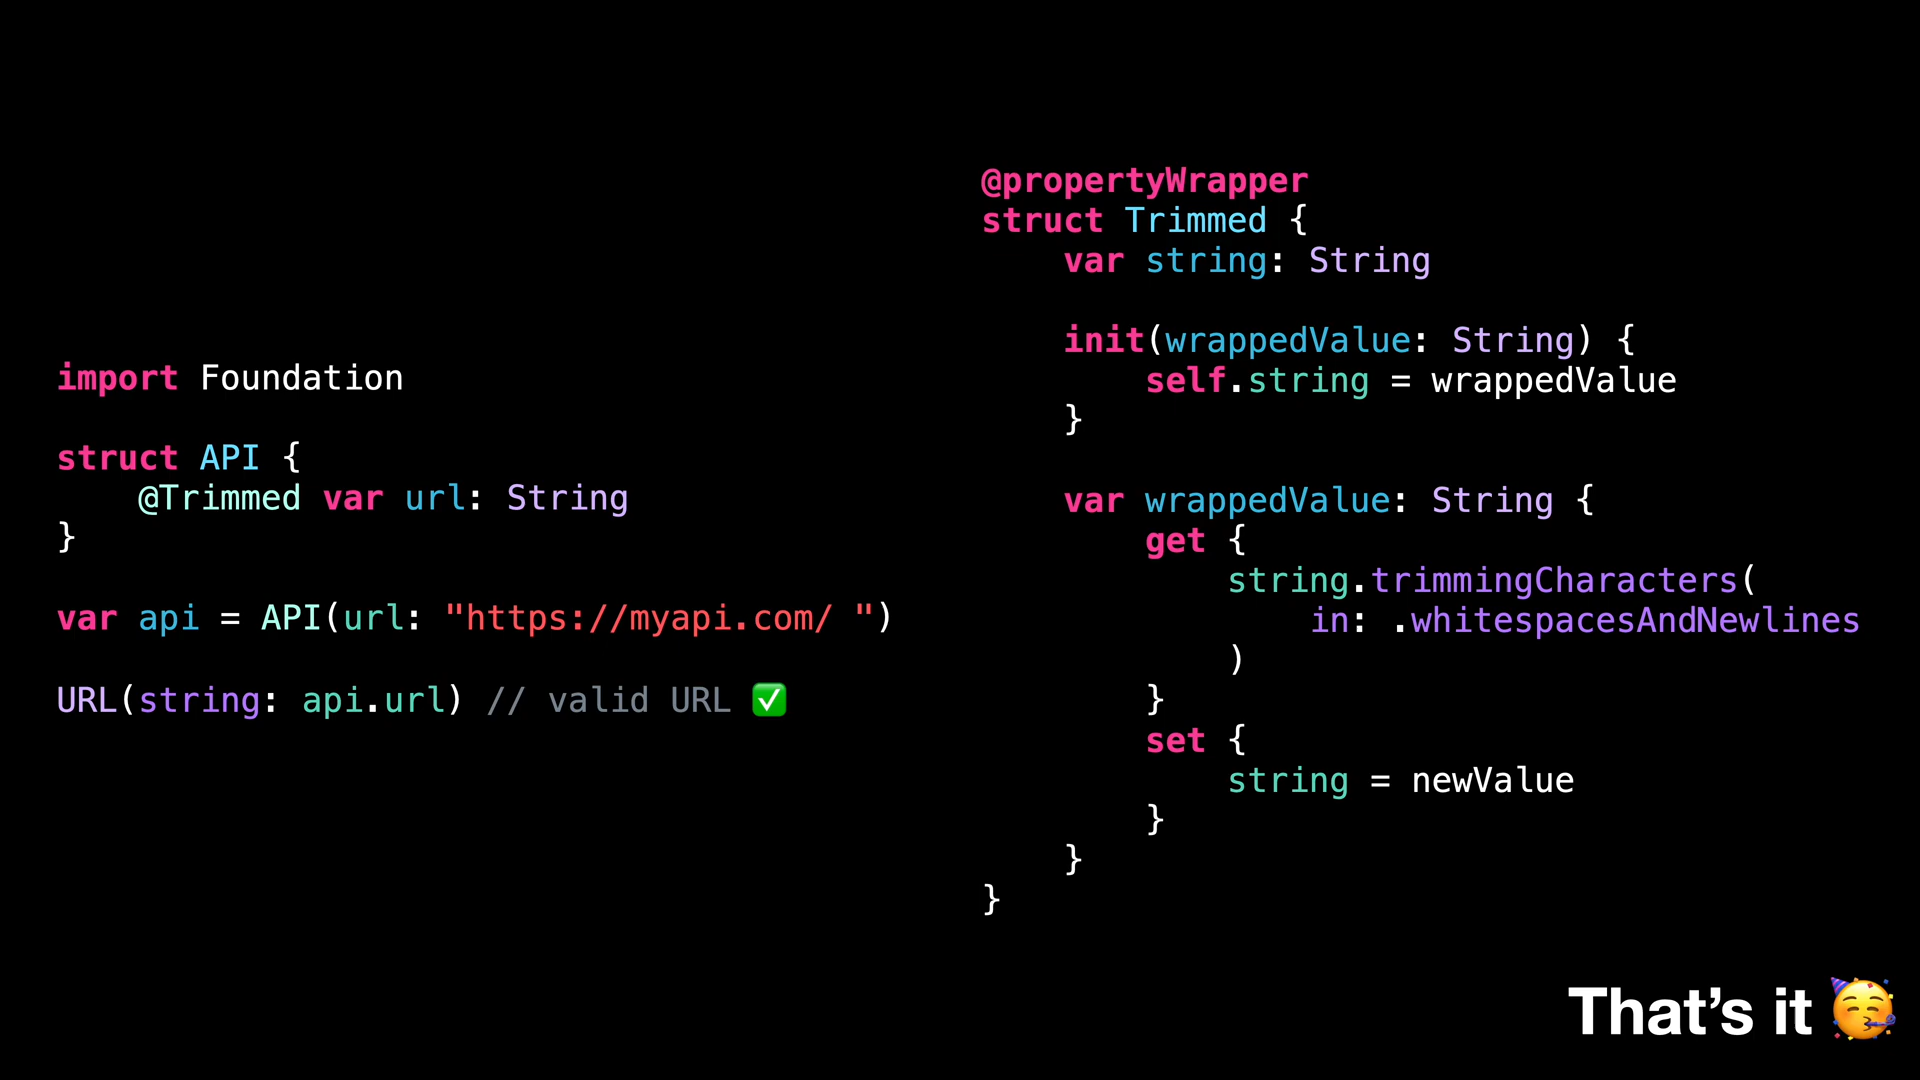 import Foundation

struct API {
    @Trimmed var url: String
}

var api = API(url: "https://myapi.com/ ")

URL(string: api.url) // valid URL ✅

@propertyWrapper
struct Trimmed {
    var string: String

    init(wrappedValue: String) {
        self.string = wrappedValue
    }

    var wrappedValue: String {
        get {
            string.trimmingCharacters(
                in: .whitespacesAndNewlines
            )
        }
        set {
            string = newValue
        }
    }
}

That’s it 🥳